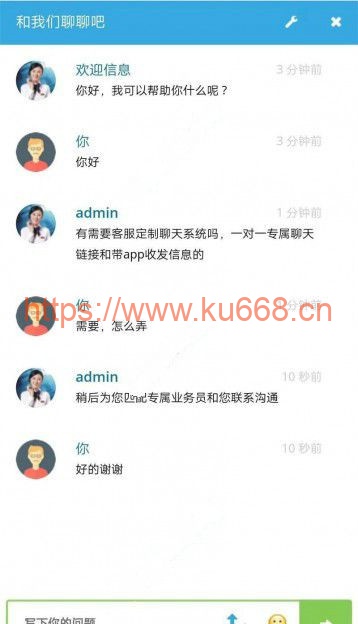 和我们聊聊吧
欢迎信息 3 分钟前
你好，我可以帮助你什么呢？
你 3 分钟前
你好
admin 1 分钟前
有需要客服定制聊天系统吗，一对一专属聊天
链接和带app收发信息的
你 分钟前
https://www.ku668.cn
需要，怎么弄
admin 10 秒前
稍后为您匹配专属业务员和您联系沟通
你 10 秒前
好的谢谢
写下你的问题